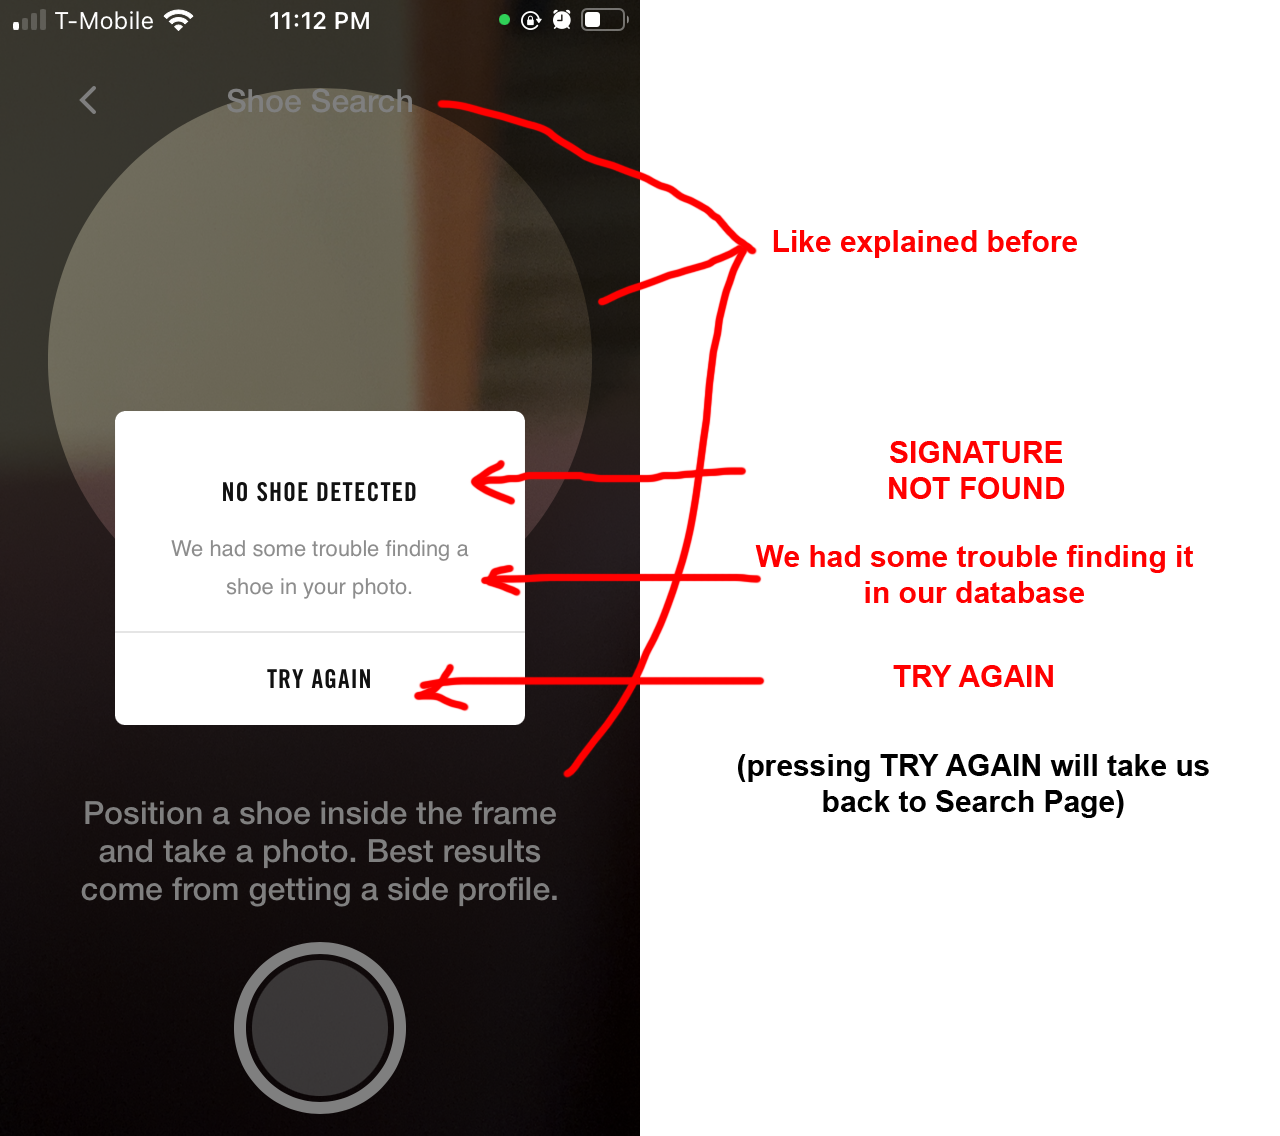 T-Mobile 11:12 PM
Shoe Search
Like explained before
NO SHOE DETECTED
We had some trouble finding a
shoe in your photo.
TRY AGAIN
SIGNATURE
NOT FOUND
We had some trouble finding it
in our database
TRY AGAIN
(pressing TRY AGAIN will take us
back to Search Page)
Position a shoe inside the frame
and take a photo. Best results
come from getting a side profile.